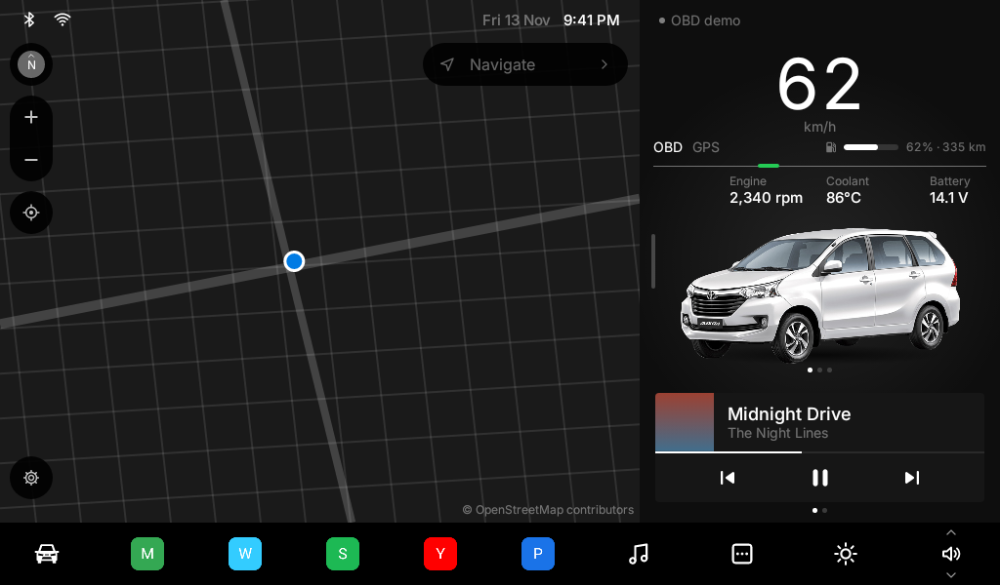 Fri 13 Nov 9:41 PM
N
Navigate
+
−
© OpenStreetMap contributors
OBD demo
62
km/h
OBD GPS
62% · 335 km
Engine Coolant Battery
2,340 rpm 86°C 14.1 V
Midnight Drive
The Night Lines
M W S Y P